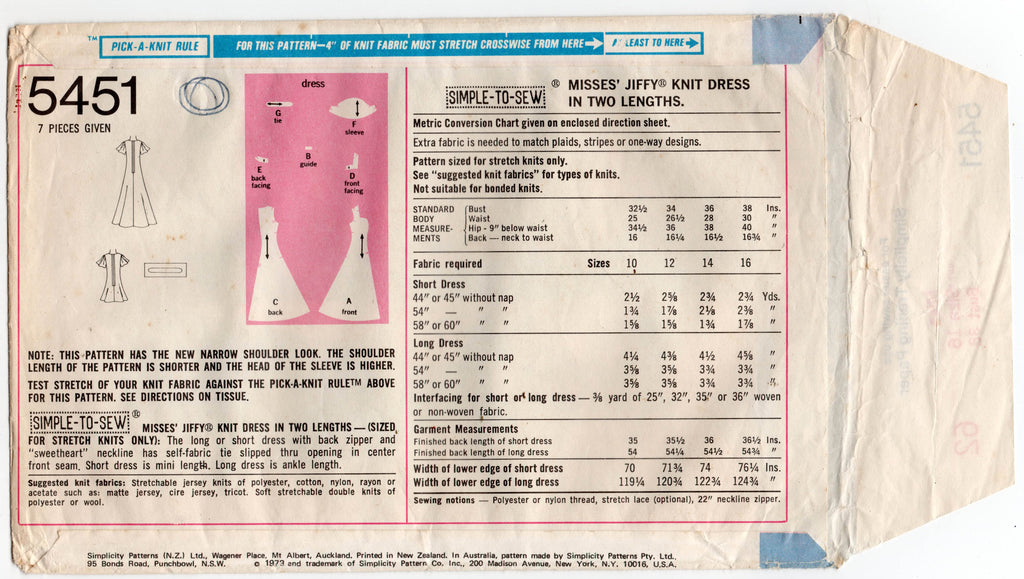 ™ PICK-A-KNIT RULE FOR THIS PATTERN—4" OF KNIT FABRIC MUST STRETCH CROSSWISE FROM HERE LEAST TO HERE
5451
7 PIECES GIVEN
dress
G
tie
F
sleeve
E
back
facing
B
guide
D
front
facing
C
back
A
front
NOTE: THIS PATTERN HAS THE NEW NARROW SHOULDER LOOK. THE SHOULDER
LENGTH OF THE PATTERN IS SHORTER AND THE HEAD OF THE SLEEVE IS HIGHER.
TEST STRETCH OF YOUR KNIT FABRIC AGAINST THE PICK-A-KNIT RULE™ ABOVE
FOR THIS PATTERN. SEE DIRECTIONS ON TISSUE.
SIMPLE-TO-SEW ® MISSES' JIFFY® KNIT DRESS IN TWO LENGTHS—(SIZED
FOR STRETCH KNITS ONLY): The long or short dress with back zipper and
"sweetheart" neckline has self-fabric tie slipped thru opening in center
front seam. Short dress is mini length. Long dress is ankle length.
Suggested knit fabrics: Stretchable jersey knits of polyester, cotton, nylon, rayon or
acetate such as: matte jersey, cire jersey, tricot. Soft stretchable double knits of
polyester or wool.
SIMPLE-TO-SEW ® MISSES' JIFFY® KNIT DRESS
IN TWO LENGTHS.
Metric Conversion Chart given on enclosed direction sheet.
Extra fabric is needed to match plaids, stripes or one-way designs.
Pattern sized for stretch knits only.
See "suggested knit fabrics" for types of knits.
Not suitable for bonded knits.
STANDARD Bust 32½ 34 36 38 Ins.
BODY Waist 25 26½ 28 30 "
MEASURE- Hip - 9" below waist 34½ 36 38 40 "
MENTS Back — neck to waist 16 16¼ 16½ 16¾ "
Fabric required Sizes 10 12 14 16
Short Dress
44" or 45" without nap 2½ 2⅝ 2¾ 2¾ Yds.
54" — " " 1¾ 1⅞ 2⅛ 2⅜ "
58" or 60" " " 1⅝ 1⅝ 1¾ 1⅞ "
Long Dress
44" or 45" without nap 4¼ 4⅜ 4½ 4⅝ "
54" — " " 3⅝ 3⅝ 3¾ 3¾ "
58" or 60" " " 3⅝ 3⅝ 3¾ 3¾ "
Interfacing for short or long dress — ⅜ yard of 25", 32", 35" or 36" woven
or non-woven fabric.
Garment Measurements
Finished back length of short dress 35 35½ 36 36½ Ins.
Finished back length of long dress 54 54¼ 54½ 54¾ "
Width of lower edge of short dress 70 71¾ 74 76¼ Ins.
Width of lower edge of long dress 119¼ 120¾ 122¾ 124¾ "
Sewing notions — Polyester or nylon thread, stretch lace (optional), 22" neckline zipper.
Simplicity Patterns (N.Z.) Ltd., Wagener Place, Mt Albert, Auckland. Printed in New Zealand. In Australia, pattern made by Simplicity Patterns Pty. Ltd.,
95 Bonds Road, Punchbowl, N.S.W. © 1973 and trademark of Simplicity Pattern Co. Inc., 200 Madison Avenue, New York, N.Y. 10016, U.S.A.